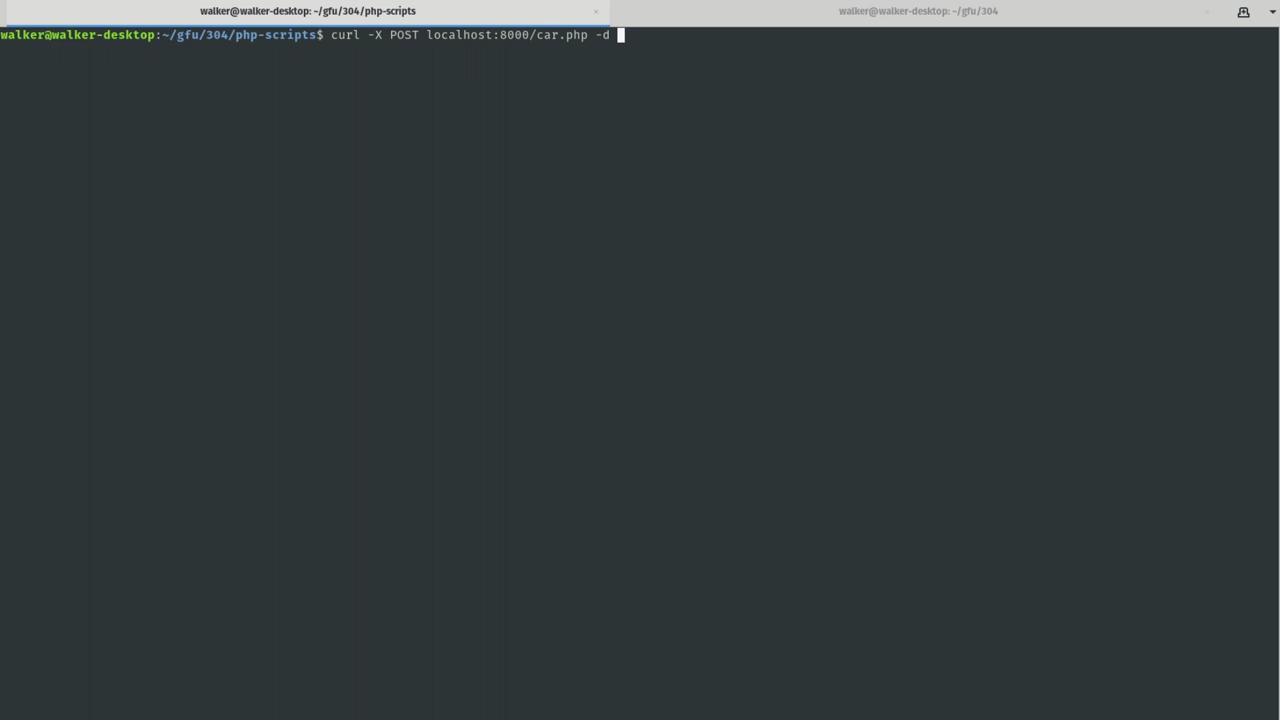 walker@walker-desktop: ~/gfu/304/php-scripts × walker@walker-desktop: ~/gfu/304 ×
walker@walker-desktop:~/gfu/304/php-scripts$ curl -X POST localhost:8000/car.php -d